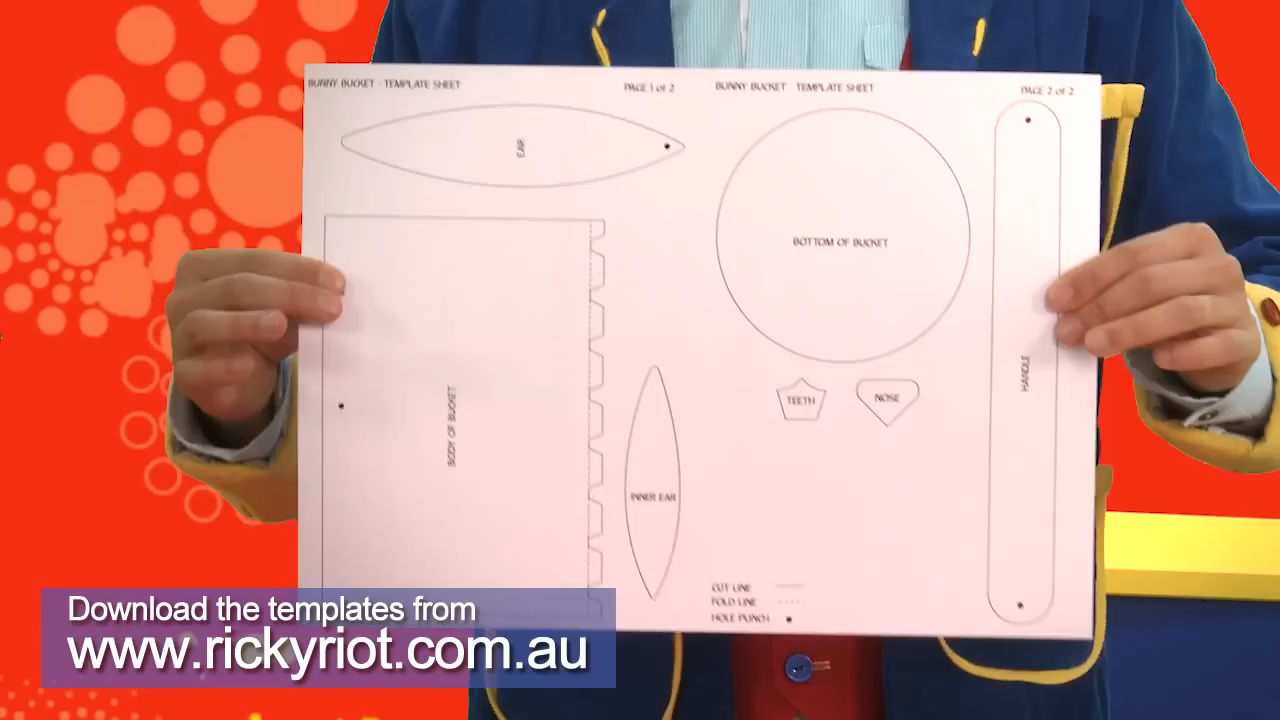 BUNNY BUCKET - TEMPLATE SHEET
PAGE 1 of 2
EAR
BODY OF BUCKET
INNER EAR
BUNNY BUCKET - TEMPLATE SHEET
PAGE 2 of 2
BOTTOM OF BUCKET
TEETH
NOSE
HANDLE
CUT LINE
FOLD LINE
HOLE PUNCH
Download the templates from
www.rickyriot.com.au